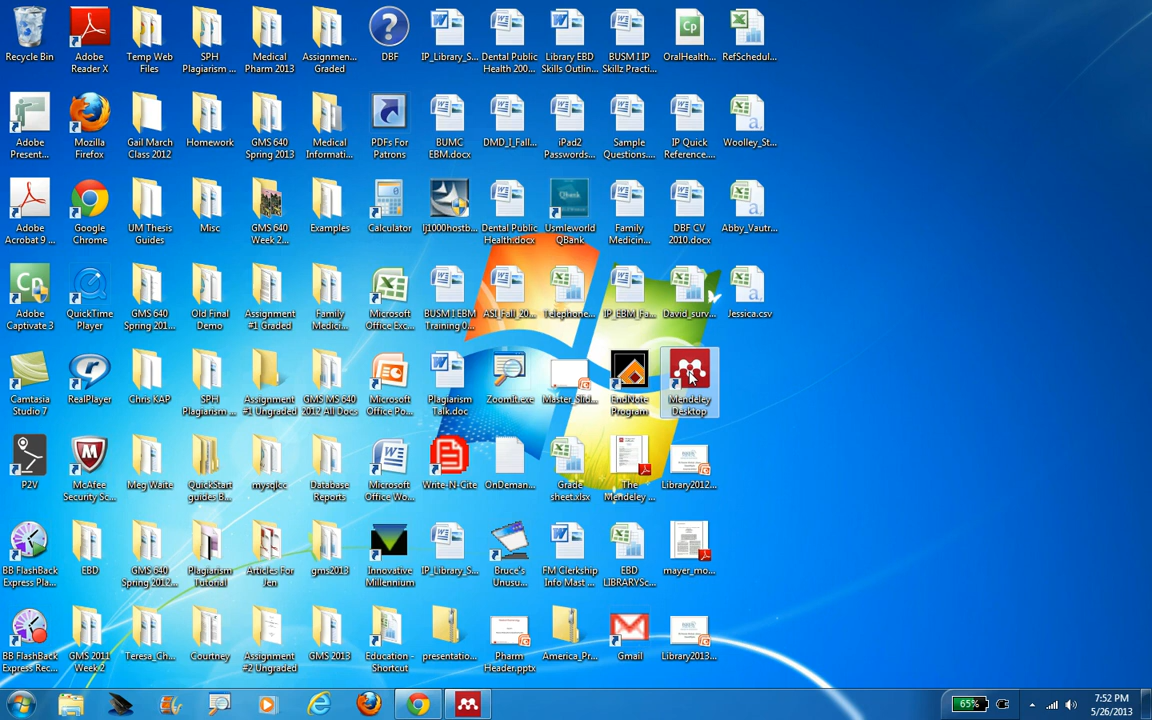 Recycle Bin
Adobe
Reader X
Temp Web
Files
SPH
Plagiarism ...
Medical
Pharm 2013
Assignmen...
Graded
DBF
IP_Library_S...
Dental Public
Health 200...
Library EBD
Skills Outlin...
BUSM I IP
Skillz Practi...
OralHealth...
RefSchedul...
Adobe
Present...
Mozilla
Firefox
Gail March
Class 2012
Homework
GMS 640
Spring 2013
Medical
Informati...
PDFs For
Patrons
BUMC
EBM.docx
DMD_I_Fall...
iPad2
Passwords...
Sample
Questions....
IP Quick
Reference....
Woolley_St...
Adobe
Acrobat 9 ...
Google
Chrome
UM Thesis
Guides
Misc
GMS 640
Week 2...
Examples
Calculator
lj1000hostb...
Dental Public
Health.docx
Usmleworld
QBank
Family
Medicin...
DBF CV
2010.docx
Abby_Vautr...
Adobe
Captivate 3
QuickTime
Player
GMS 640
Spring 201...
Old Final
Demo
Assignment
#1 Graded
Family
Medici...
Microsoft
Office Exc...
BUSM I EBM
Training 0...
ASI_Fall_20...
Telephone...
IP_EBM_Fa...
David_surv...
Jessica.csv
Camtasia
Studio 7
RealPlayer
Chris KAP
SPH
Plagiarism ...
Assignment
#1 Ungraded
GMS MS 640
2012 All Docs
Microsoft
Office Po...
Plagiarism
Talk.doc
ZoomIt.exe
Master_Slid...
EndNote
Program
Mendeley
Desktop
P2V
McAfee
Security Sc...
Meg Waite
QuickStart
guides B...
mysqlcc
Database
Reports
Microsoft
Office Wo...
Write-N-Cite
OnDeman...
Grade
sheet.xlsx
The
Mendeley ...
Library2012...
BB FlashBack
Express Pla...
EBD
GMS 640
Spring 2012...
Plagiarism
Tutorial
Articles For
Jen
gms2013
Innovative
Millennium
IP_Library_S...
Bruce's
Unusu...
FM Clerkship
Info Mast ...
EBD
LIBRARYSc...
mayer_mo...
BB FlashBack
Express Rec...
GMS 2011
Week 2
Teresa_Ch...
Courtney
Assignment
#2 Ungraded
GMS 2013
Education -
Shortcut
presentatio...
Pharm
Header.pptx
America_Pr...
Gmail
Library2013...
65%
7:52 PM
5/26/2013